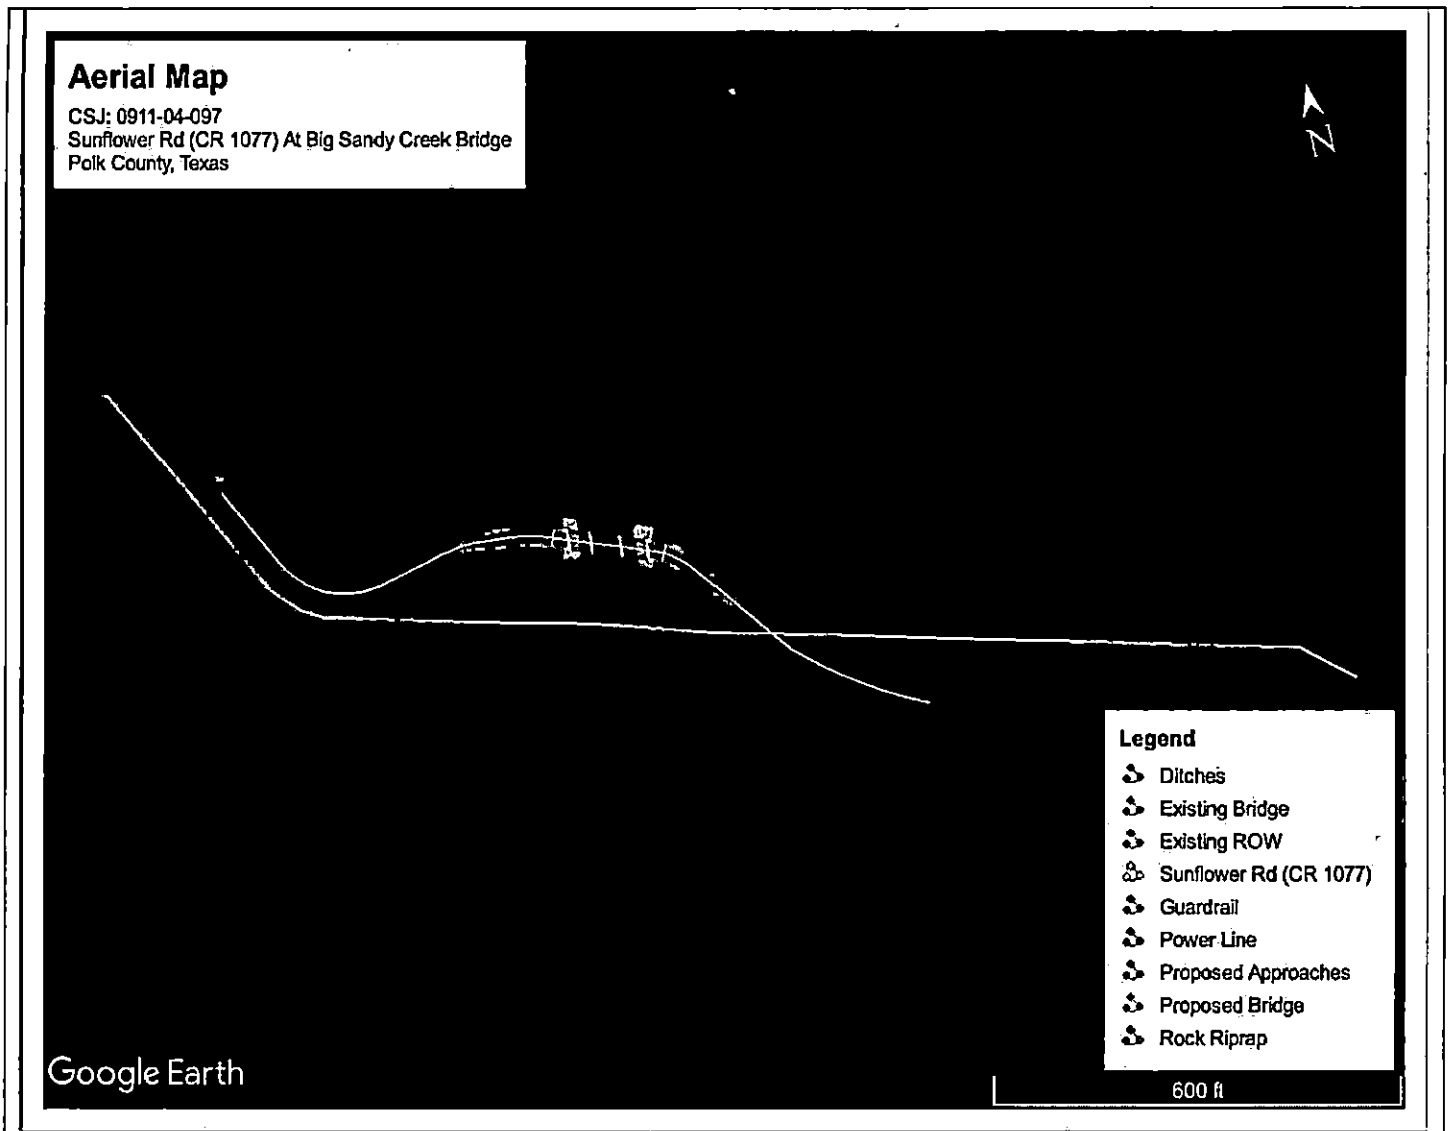 Aerial Map
CSJ: 0911-04-097
Sunflower Rd (CR 1077) At Big Sandy Creek Bridge
Polk County, Texas
N
Legend
Ditches
Existing Bridge
Existing ROW
Sunflower Rd (CR 1077)
Guardrail
Power Line
Proposed Approaches
Proposed Bridge
Rock Riprap
Google Earth
600 ft